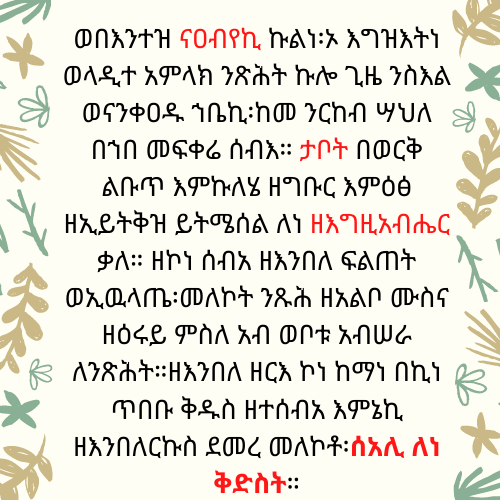 ወበእንተዝ ናዐብየኪ ኩልነ፡ኦ እግዝእትነ
ወላዲተ አምላክ ንጽሕት ኩሎ ጊዜ ንስእል
ወናንቀዐዱ ኀቤኪ፡ከመ ንርከብ ሣህለ
በኀበ መፍቀሬ ሰብእ። ታቦት በወርቅ
ልቡጥ እምኩለሄ ዘግቡር እምዕፅ
ዘኢይትቅዝ ይትሜሰል ለነ ዘእግዚአብሔር
ቃለ። ዘኮነ ሰብአ ዘእንበለ ፍልጠት
ወኢዉላጤ፡መለኮት ንጹሕ ዘአልቦ ሙስና
ዘዕሩይ ምስለ አብ ወቦቱ አብሠራ
ለንጽሕት።ዘእንበለ ዘርእ ኮነ ከማነ በኪነ
ጥበቡ ቅዱስ ዘተሰብአ እምኔኪ
ዘእንበለርኩስ ደመረ መለኮቶ፡ሰአሊ ለነ
ቅድስት።